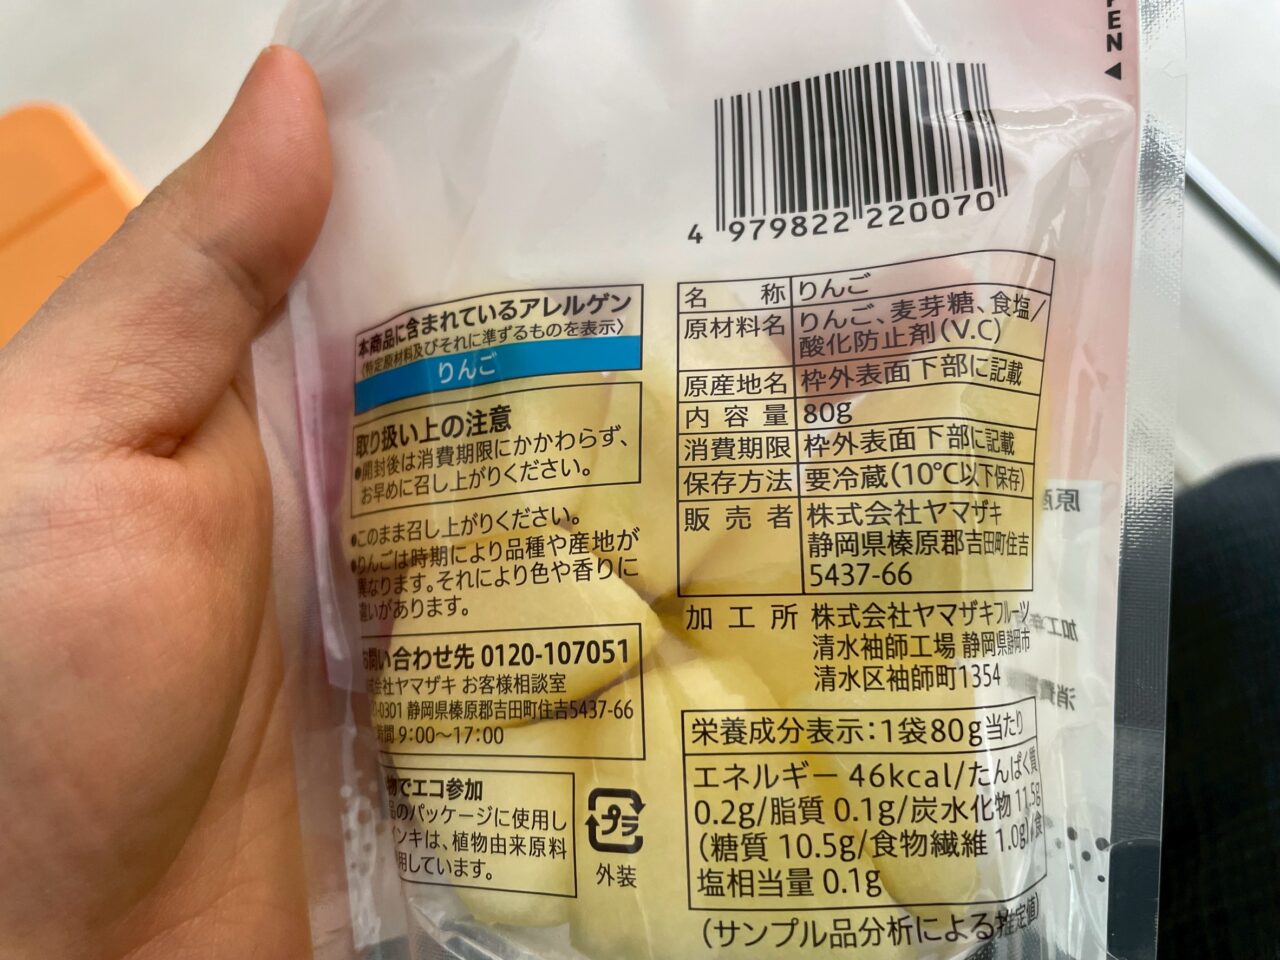 PEN ◀
4 979822 220070
本商品に含まれているアレルゲン
(特定原材料及びそれに準ずるものを表示)
りんご
取り扱い上の注意
●開封後は消費期限にかかわらず、
お早めに召し上がりください。
●このまま召し上がりください。
●りんごは時期により品種や産地が
異なります。それにより色や香りに
違いがあります。
お問い合わせ先 0120-107051
株式会社ヤマザキ お客様相談室
0301 静岡県榛原郡吉田町住吉5437-66
時間 9:00〜17:00
物でエコ参加
品のパッケージに使用し
インキは、植物由来原料
用しています。
プラ
外装
名称 りんご
原材料名 りんご、麦芽糖、食塩/
酸化防止剤(V.C)
原産地名 枠外表面下部に記載
内容量 80g
消費期限 枠外表面下部に記載
保存方法 要冷蔵(10℃以下保存)
販売者 株式会社ヤマザキ
静岡県榛原郡吉田町住吉
5437-66
加工所 株式会社ヤマザキフルーツ
清水袖師工場 静岡県静岡市
清水区袖師町1354
栄養成分表示:1袋80g当たり
エネルギー 46kcal/たんぱく質
0.2g/脂質 0.1g/炭水化物 11.5g
(糖質 10.5g/食物繊維 1.0g)/食
塩相当量 0.1g
(サンプル品分析による推定値)
原産
加工
消費